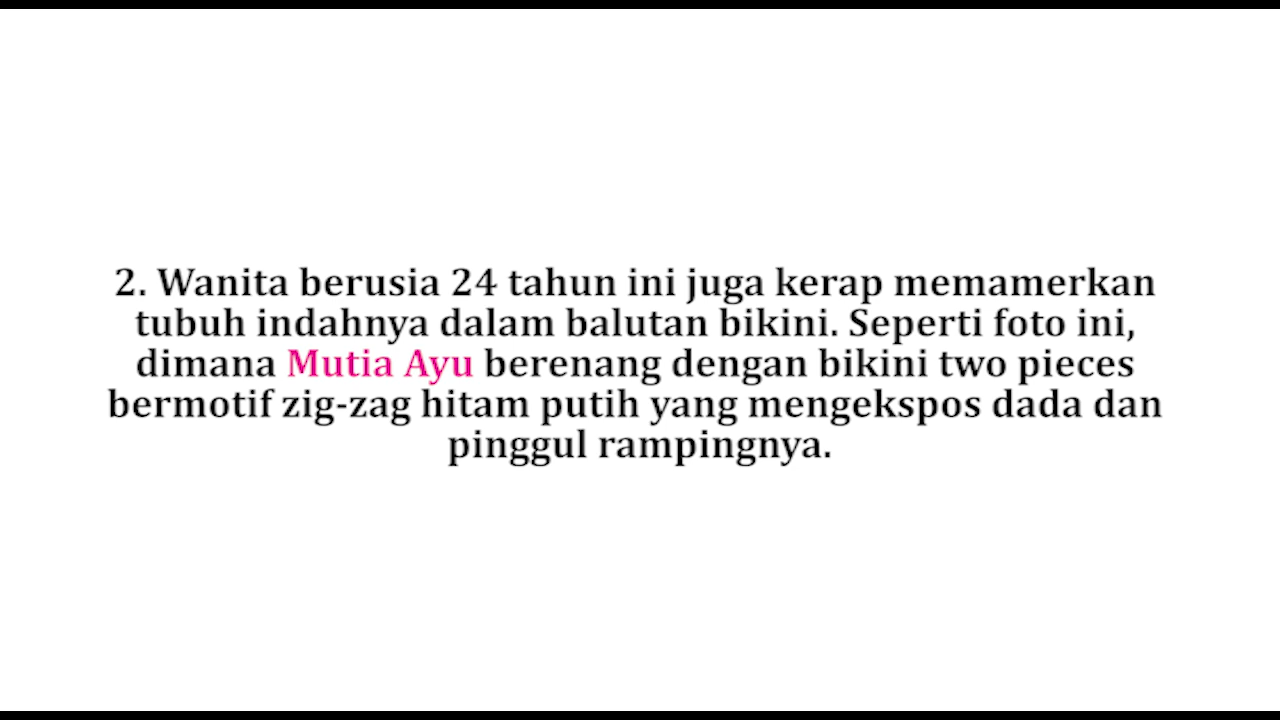 2. Wanita berusia 24 tahun ini juga kerap memamerkan
tubuh indahnya dalam balutan bikini. Seperti foto ini,
dimana Mutia Ayu berenang dengan bikini two pieces
bermotif zig-zag hitam putih yang mengekspos dada dan
pinggul rampingnya.